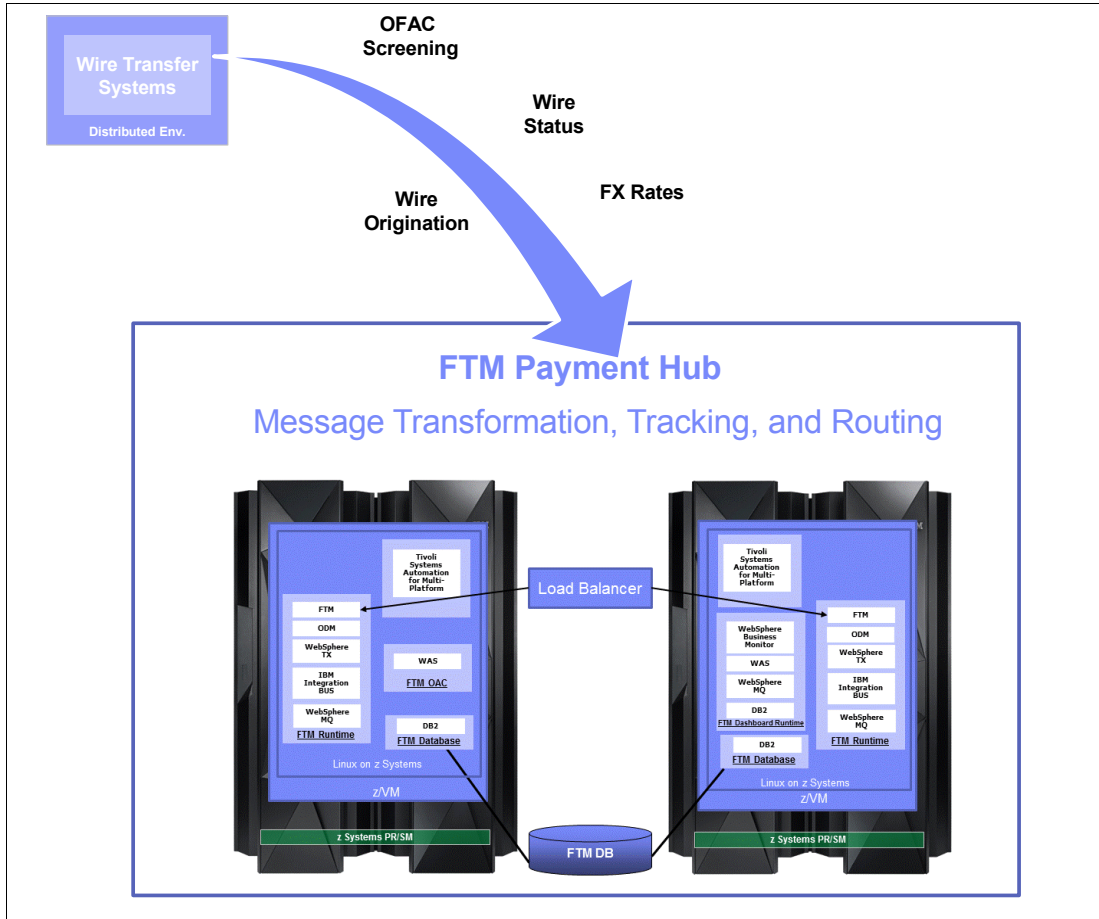 OFAC
Screening
Wire Transfer
Systems
Distributed Env.
Wire
Status
Wire
Origination
FX Rates
FTM Payment Hub
Message Transformation, Tracking, and Routing
Tivoli
Systems
Automation
for Multi-
Platform
FTM
ODM
WebSphere
TX
IBM
Integration
BUS
WebSphere
MQ
FTM Runtime
WAS
FTM OAC
DB2
FTM Database
Linux on z Systems
z/VM
z Systems PR/SM
Load Balancer
FTM DB
Tivoli
Systems
Automation
for Multi-
Platform
WebSphere
Business
Monitor
WAS
WebSphere
MQ
DB2
FTM Dashboard Runtime
DB2
FTM Database
FTM
ODM
WebSphere
TX
IBM
Integration
BUS
WebSphere
MQ
FTM Runtime
Linux on z Systems
z/VM
z Systems PR/SM